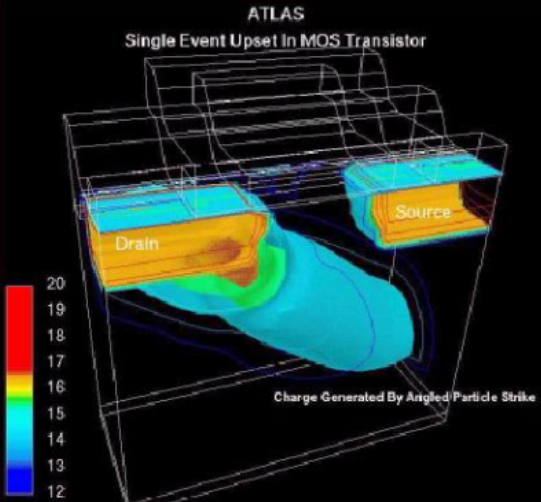 ATLAS
Single Event Upset In MOS Transistor
Source
Drain
20
19
18
17
16
15
14
13
12
Charge Generated By Angled Particle Strike